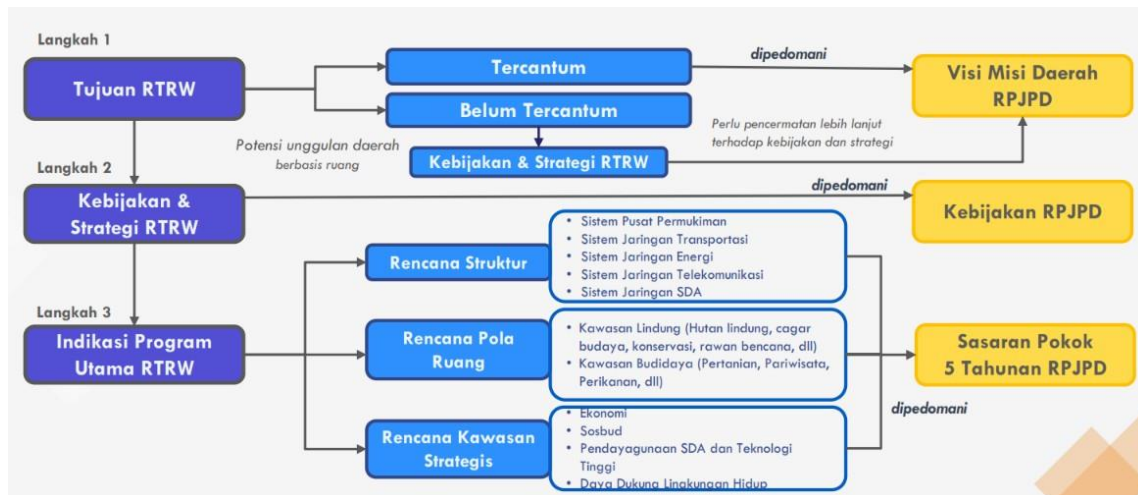 Langkah 1
Tujuan RTRW
Tercantum
dipedomani
Visi Misi Daerah
RPJPD
Belum Tercantum
Potensi unggulan daerah
berbasis ruang
Kebijakan & Strategi RTRW
Perlu pencermatan lebih lanjut
terhadap kebijakan dan strategi
Langkah 2
Kebijakan &
Strategi RTRW
dipedomani
Kebijakan RPJPD
Langkah 3
Indikasi Program
Utama RTRW
Rencana Struktur
• Sistem Pusat Permukiman
• Sistem Jaringan Transportasi
• Sistem Jaringan Energi
• Sistem Jaringan Telekomunikasi
• Sistem Jaringan SDA
Rencana Pola
Ruang
• Kawasan Lindung (Hutan lindung, cagar
budaya, konservasi, rawan bencana, dll)
• Kawasan Budidaya (Pertanian, Pariwisata,
Perikanan, dll)
Sasaran Pokok
5 Tahunan RPJPD
dipedomani
Rencana Kawasan
Strategis
• Ekonomi
• Sosbud
• Pendayagunaan SDA dan Teknologi
Tinggi
• Daya Dukung Lingkungan Hidup